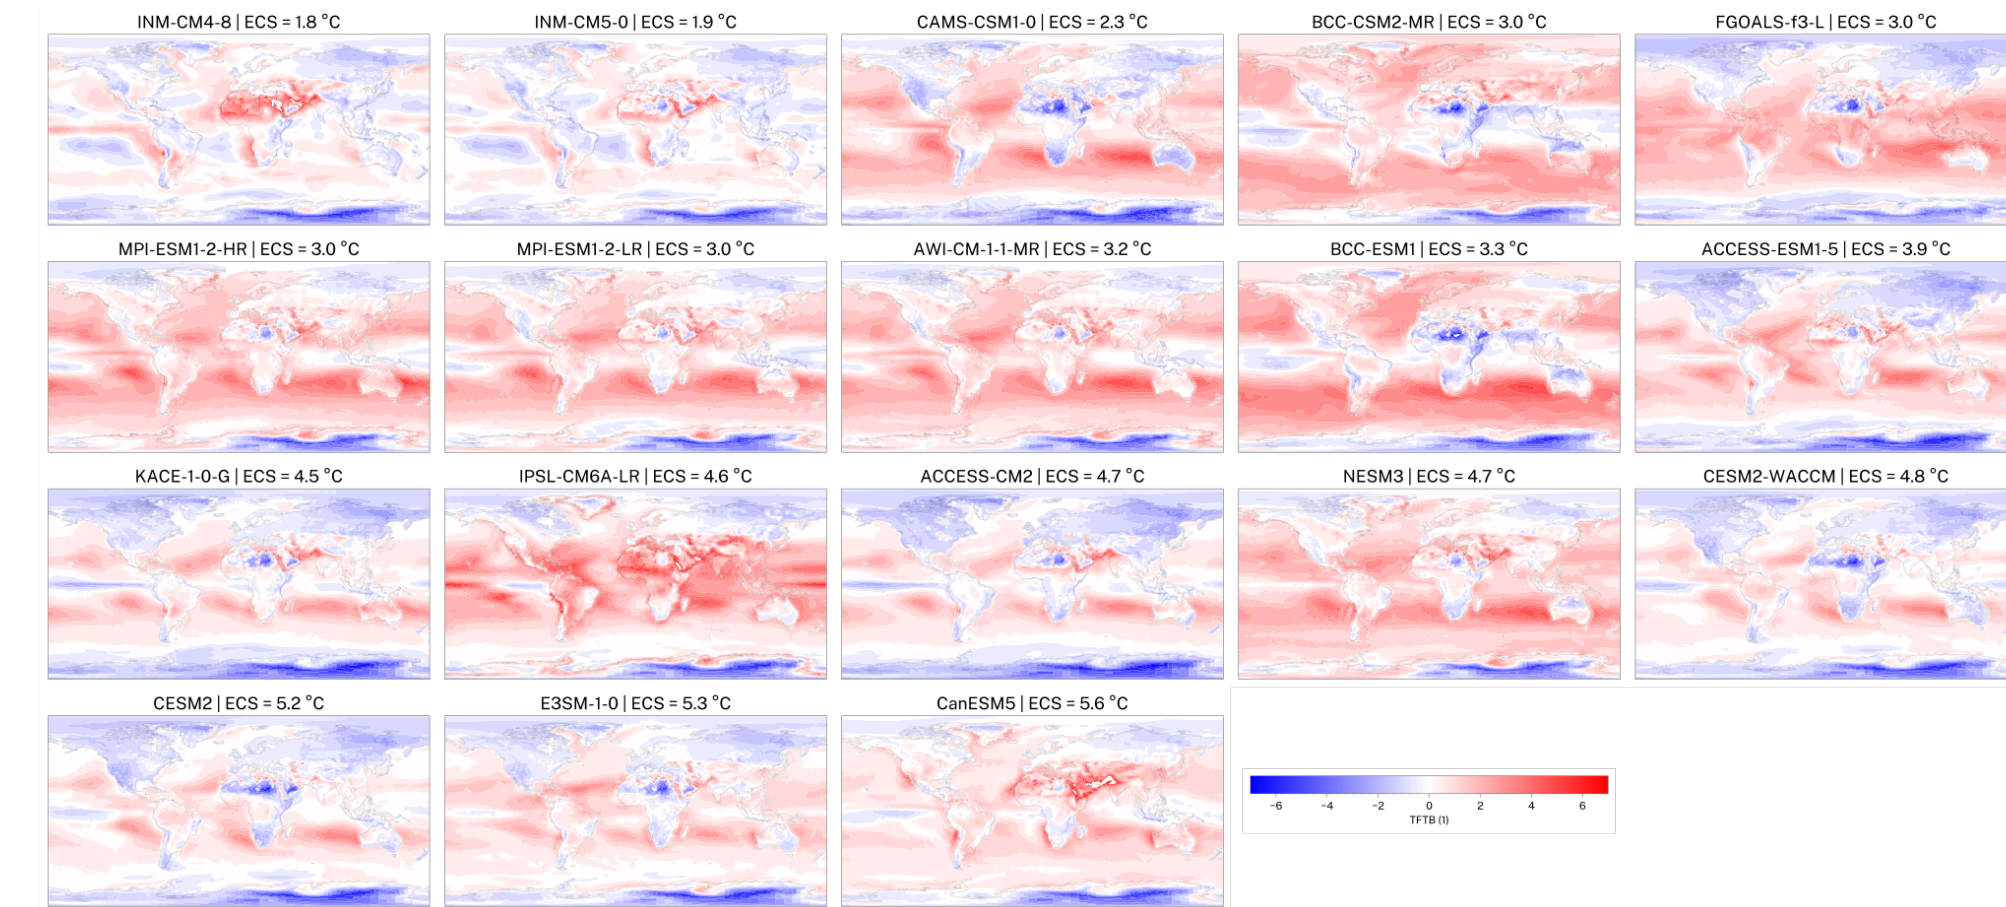 INM-CM4-8 | ECS = 1.8 °C
INM-CM5-0 | ECS = 1.9 °C
CAMS-CSM1-0 | ECS = 2.3 °C
BCC-CSM2-MR | ECS = 3.0 °C
FGOALS-f3-L | ECS = 3.0 °C
MPI-ESM1-2-HR | ECS = 3.0 °C
MPI-ESM1-2-LR | ECS = 3.0 °C
AWI-CM-1-1-MR | ECS = 3.2 °C
BCC-ESM1 | ECS = 3.3 °C
ACCESS-ESM1-5 | ECS = 3.9 °C
KACE-1-0-G | ECS = 4.5 °C
IPSL-CM6A-LR | ECS = 4.6 °C
ACCESS-CM2 | ECS = 4.7 °C
NESM3 | ECS = 4.7 °C
CESM2-WACCM | ECS = 4.8 °C
CESM2 | ECS = 5.2 °C
E3SM-1-0 | ECS = 5.3 °C
CanESM5 | ECS = 5.6 °C
−6 −4 −2 0 2 4 6
TFTB (1)